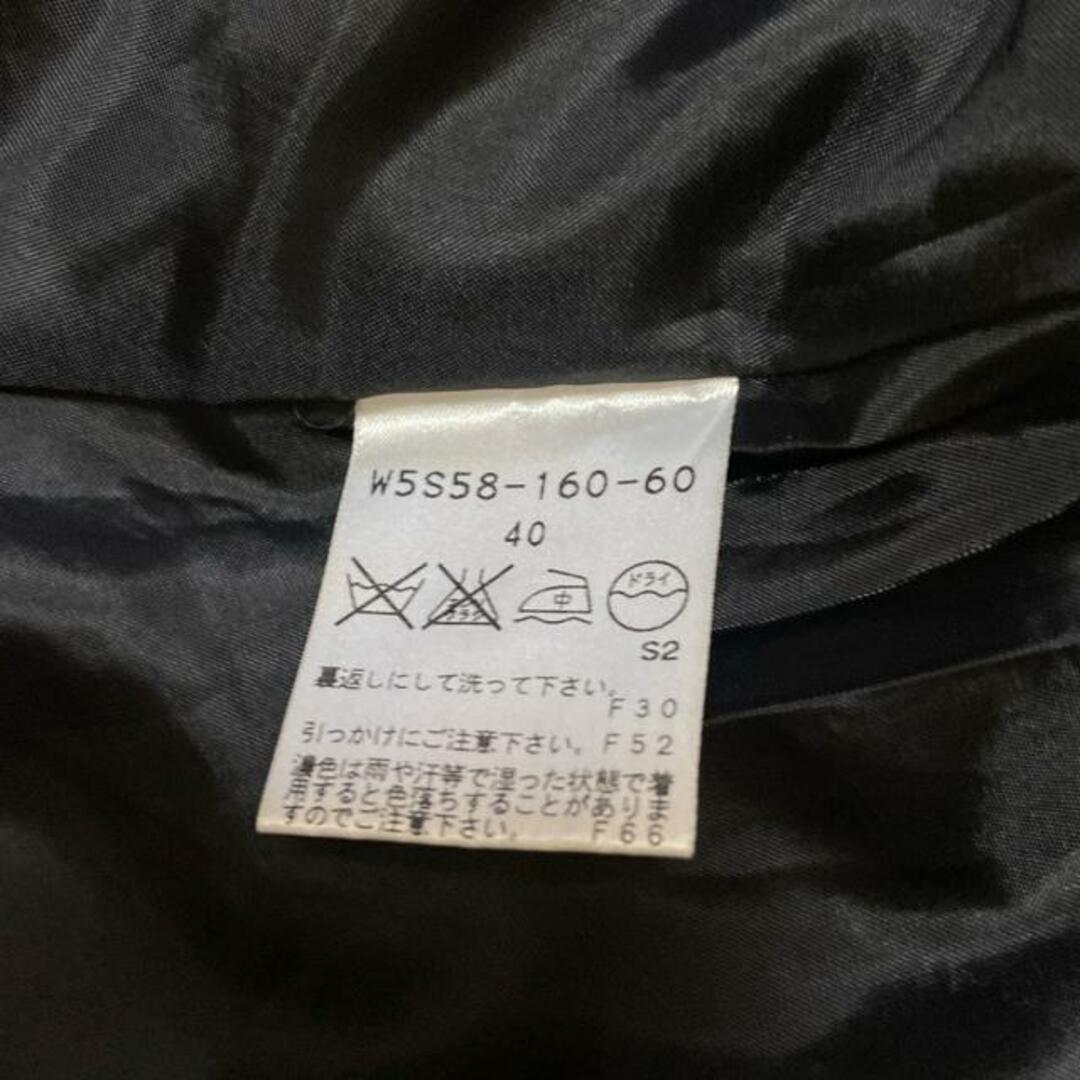 W5S58-160-60
40
中
ドライ
S2
裏返しにして洗って下さい。
F30
引っかけにご注意下さい。F52
濃色は雨や汗等で湿った状態で着
用すると色落ちすることがありま
すのでご注意下さい。 F66